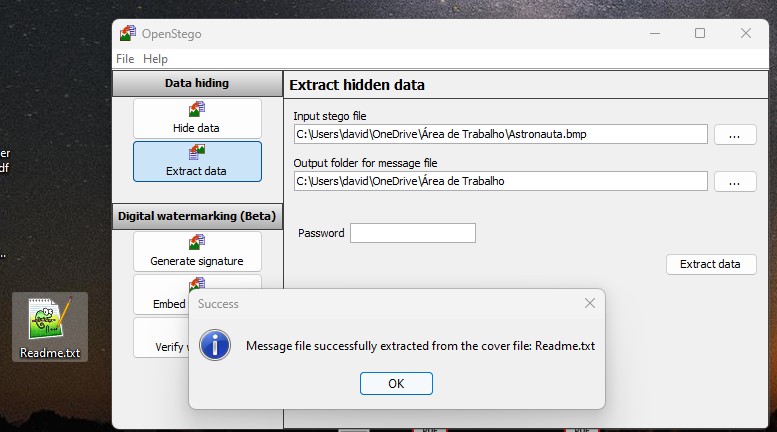 OpenStego
File Help
Data hiding
Hide data
Extract data
Digital watermarking (Beta)
Generate signature
Embed
Verify
Extract hidden data
Input stego file
C:\Users\david\OneDrive\Área de Trabalho\Astronauta.bmp
...
Output folder for message file
C:\Users\david\OneDrive\Área de Trabalho
...
Password
Extract data
Success
Message file successfully extracted from the cover file: Readme.txt
OK
er
df
...
Readme.txt